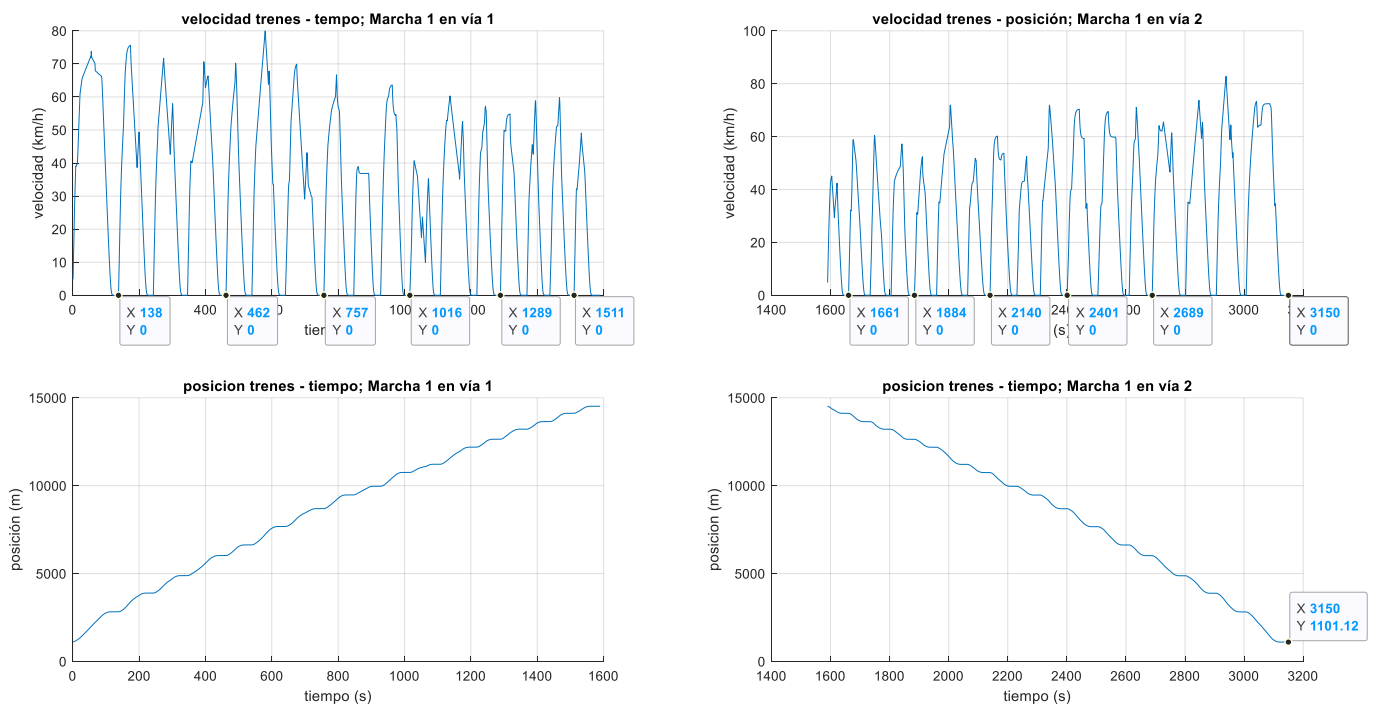 velocidad trenes - tempo; Marcha 1 en vía 1
velocidad (km/h)
80
70
60
50
40
30
20
10
0
0
400
1000
1400
1600
tier
X 138
Y 0
X 462
Y 0
X 757
Y 0
X 1016
Y 0
X 1289
Y 0
X 1511
Y 0
velocidad trenes - posición; Marcha 1 en vía 2
velocidad (km/h)
100
80
60
40
20
0
1400
1600
3000
(s)
X 1661
Y 0
X 1884
Y 0
X 2140
Y 0
X 2401
Y 0
X 2689
Y 0
X 3150
Y 0
posicion trenes - tiempo; Marcha 1 en vía 1
posición (m)
15000
10000
5000
0
0
200
400
600
800
1000
1200
1400
1600
tiempo (s)
posicion trenes - tiempo; Marcha 1 en vía 2
posicion (m)
15000
10000
5000
0
1400
1600
1800
2000
2200
2400
2600
2800
3000
3200
tiempo (s)
X 3150
Y 1101.12